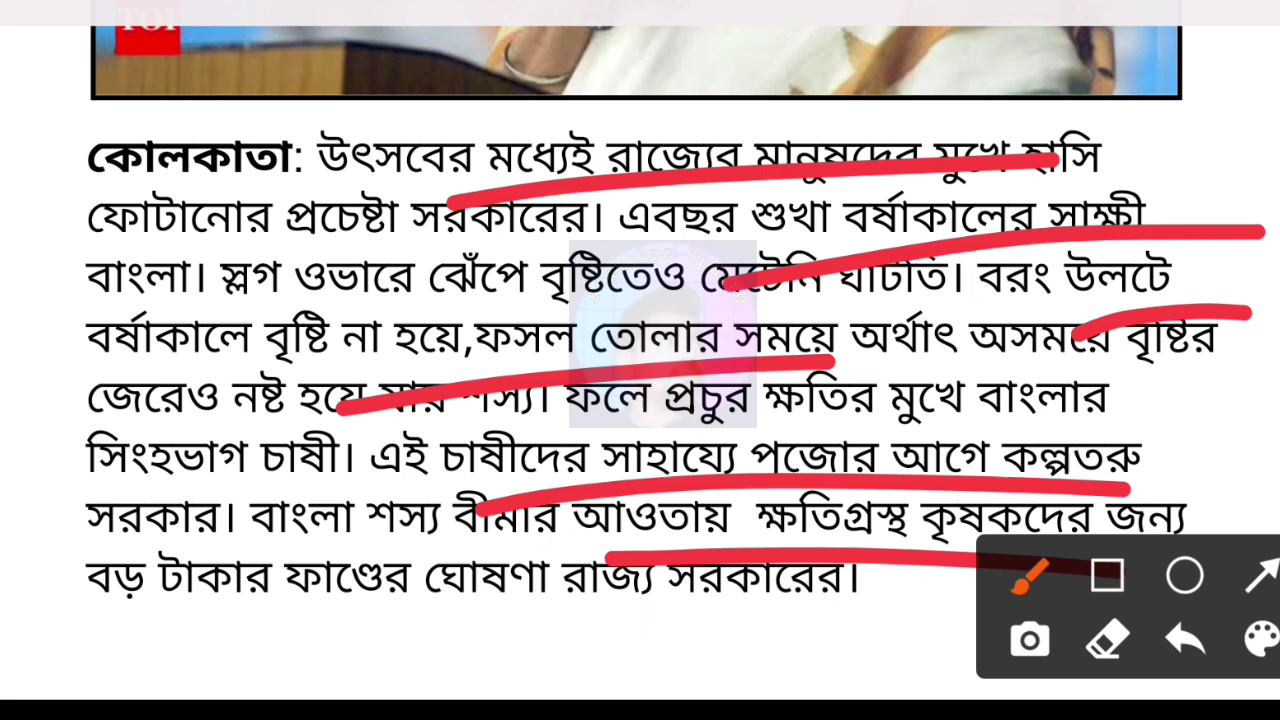 TOI
কোলকাতা: উৎসবের মধ্যেই রাজ্যের মানুষদের মুখে হাসি
ফোটানোর প্রচেষ্টা সরকারের। এবছর শুখা বর্ষাকালের সাক্ষী
বাংলা। স্লগ ওভারে ঝেঁপে বৃষ্টিতেও মেটেনি ঘাটতি। বরং উলটে
বর্ষাকালে বৃষ্টি না হয়ে,ফসল তোলার সময়ে অর্থাৎ অসময়ে বৃষ্টির
জেরেও নষ্ট হয়ে যায় শস্য। ফলে প্রচুর ক্ষতির মুখে বাংলার
সিংহভাগ চাষী। এই চাষীদের সাহায্যে পুজোর আগে কল্পতরু
সরকার। বাংলা শস্য বীমার আওতায় ক্ষতিগ্রস্থ কৃষকদের জন্য
বড় টাকার ফাণ্ডের ঘোষণা রাজ্য সরকারের।